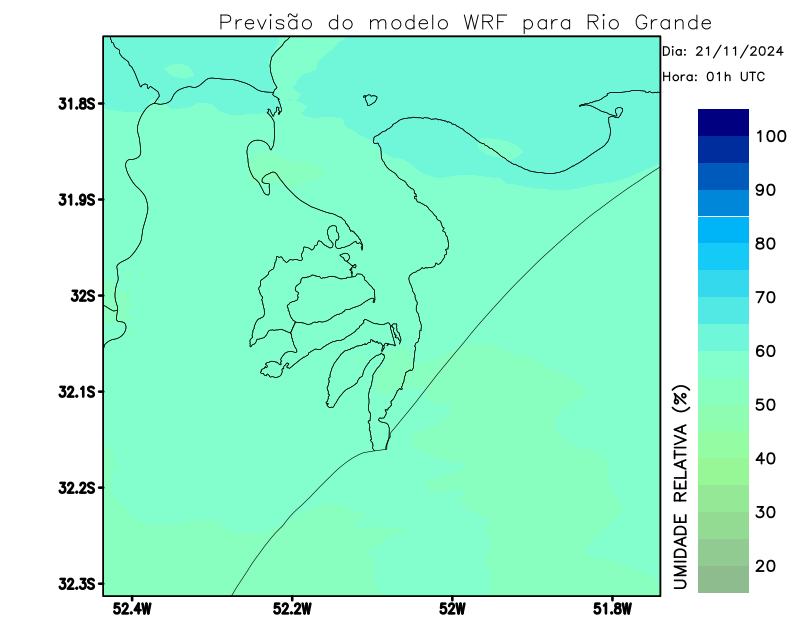 Previsão do modelo WRF para Rio Grande
Dia: 21/11/2024
Hora: 01h UTC
31.8S
31.9S
32S
32.1S
32.2S
32.3S
52.4W
52.2W
52W
51.8W
UMIDADE RELATIVA (%)
100
90
80
70
60
50
40
30
20